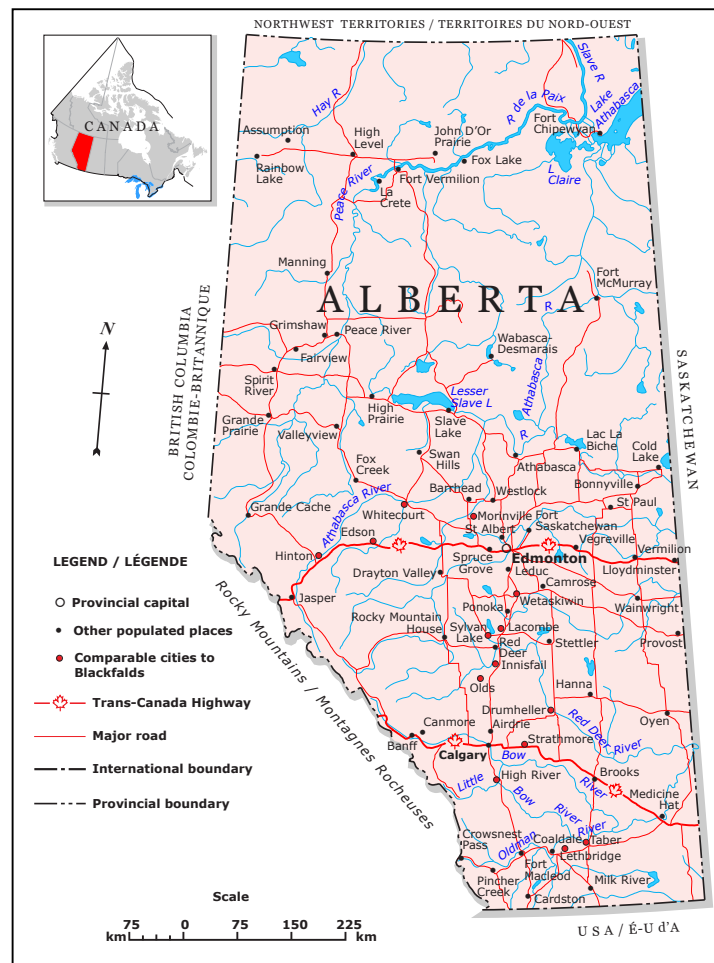 NORTHWEST TERRITORIES / TERRITOIRES DU NORD-OUEST
CANADA
Slave R
Hay R
R de la Paix
Lake
Athabasca
Assumption
High
Level
John D'Or
Prairie
Fort
Chipewyan
Rainbow
Lake
Fox Lake
Fort Vermilion
L
Claire
Peace River
La
Crete
Manning
Fort
McMurray
ALBERTA
R
N
BRITISH COLUMBIA
COLOMBIE-BRITANNIQUE
SASKATCHEWAN
Grimshaw
Peace River
Wabasca-
Desmarais
Fairview
Spirit
River
Athabasca
R
Lesser
Slave L
High
Prairie
Slave
Lake
Grande
Prairie
Valleyview
Lac La
Biche
Cold
Lake
Swan
Hills
Athabasca
Fox
Creek
Bonnyville
Barrhead
Westlock
St Paul
Athabasca River
Grande Cache
Whitecourt
Morinville
Fort
Saskatchewan
St Albert
Edson
Vegreville
Hinton
Spruce
Grove
Edmonton
Vermilion
Lloydminster
LEGEND / LÉGENDE
Drayton Valley
Leduc
Camrose
Wetaskiwin
Wainwright
Jasper
Provincial capital
Ponoka
Rocky Mountain
House
Sylvan
Lake
Lacombe
Red
Deer
Stettler
Provost
Other populated places
Innisfail
Comparable cities to
Blackfalds
Olds
Hanna
Trans-Canada Highway
Drumheller
Oyen
Rocky Mountains / Montagnes Rocheuses
Canmore
Airdrie
Red Deer River
Major road
Banff
Calgary
Strathmore
Bow
River
International boundary
Little
Bow
River
High River
Brooks
Medicine
Hat
Provincial boundary
Oldman
River
Crowsnest
Pass
Coaldale
Taber
Lethbridge
Fort
Macleod
Pincher
Creek
Milk River
Cardston
Scale
75 0 75 150 225
km km
USA / É-U d'A